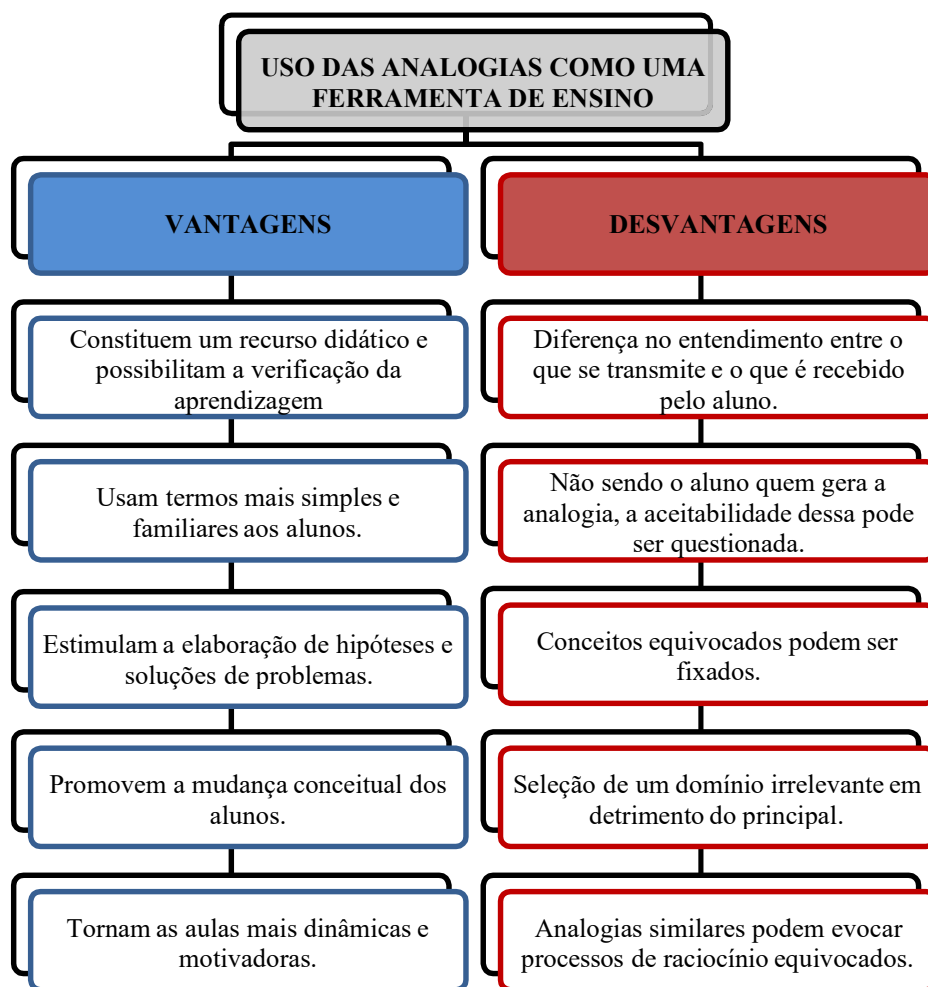 USO DAS ANALOGIAS COMO UMA
FERRAMENTA DE ENSINO
VANTAGENS
Constituem um recurso didático e
possibilitam a verificação da
aprendizagem
Usam termos mais simples e
familiares aos alunos.
Estimulam a elaboração de hipóteses e
soluções de problemas.
Promovem a mudança conceitual dos
alunos.
Tornam as aulas mais dinâmicas e
motivadoras.
DESVANTAGENS
Diferença no entendimento entre o
que se transmite e o que é recebido
pelo aluno.
Não sendo o aluno quem gera a
analogia, a aceitabilidade dessa pode
ser questionada.
Conceitos equivocados podem ser
fixados.
Seleção de um domínio irrelevante em
detrimento do principal.
Analogias similares podem evocar
processos de raciocínio equivocados.